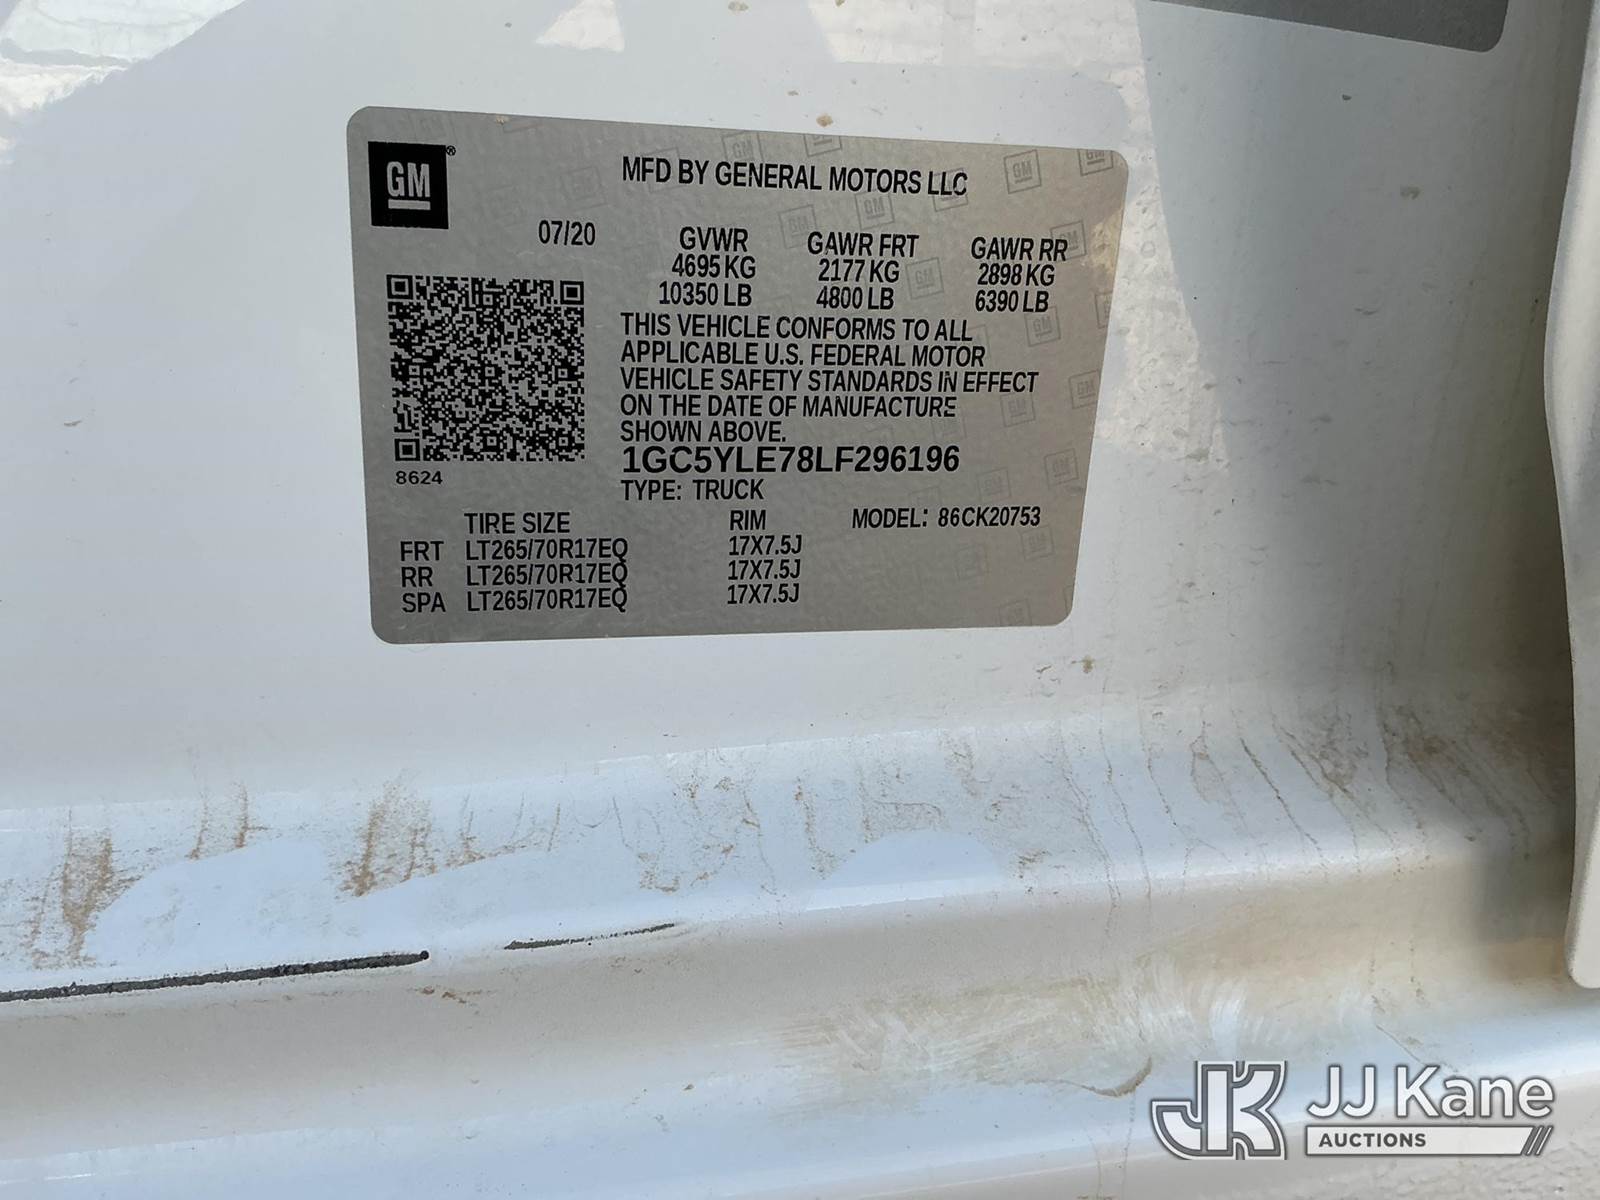 GM®
MFD BY GENERAL MOTORS LLC
07/20
GVWR GAWR FRT GAWR RR
4695 KG 2177 KG 2898 KG
10350 LB 4800 LB 6390 LB
THIS VEHICLE CONFORMS TO ALL
APPLICABLE U.S. FEDERAL MOTOR
VEHICLE SAFETY STANDARDS IN EFFECT
ON THE DATE OF MANUFACTURE
SHOWN ABOVE.
1GC5YLE78LF296196
8624
TYPE: TRUCK
TIRE SIZE RIM MODEL: 86CK20753
FRT LT265/70R17EQ 17X7.5J
RR LT265/70R17EQ 17X7.5J
SPA LT265/70R17EQ 17X7.5J
JK JJ Kane
AUCTIONS